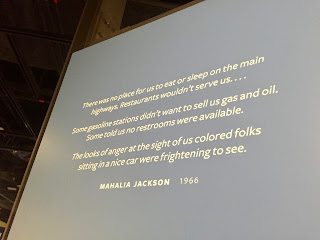 There was no place for us to eat or sleep on the main
highways. Restaurants wouldn't serve us. . . .
Some gasoline stations didn't want to sell us gas and oil.
Some told us no restrooms were available.
The looks of anger at the sight of us colored folks
sitting in a nice car were frightening to see.
MAHALIA JACKSON 1966